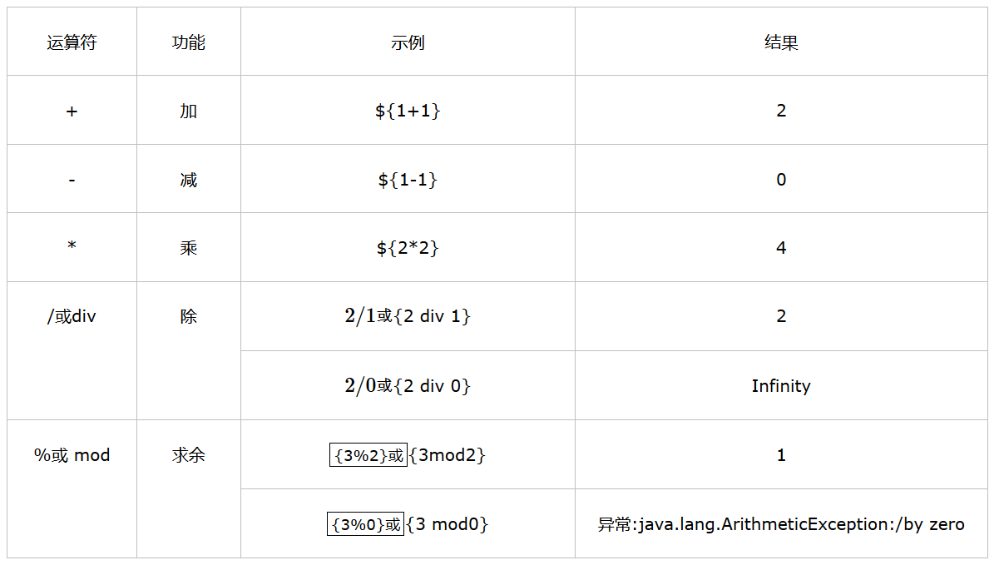 运算符 功能 示例 结果
+ 加 ${1+1} 2
- 减 ${1-1} 0
* 乘 ${2*2} 4
/或div 除 2/1或{2 div 1} 2
2/0或{2 div 0} Infinity
%或 mod 求余 {3%2}或{3mod2} 1
{3%0}或{3 mod0} 异常:java.lang.ArithmeticException:/by zero